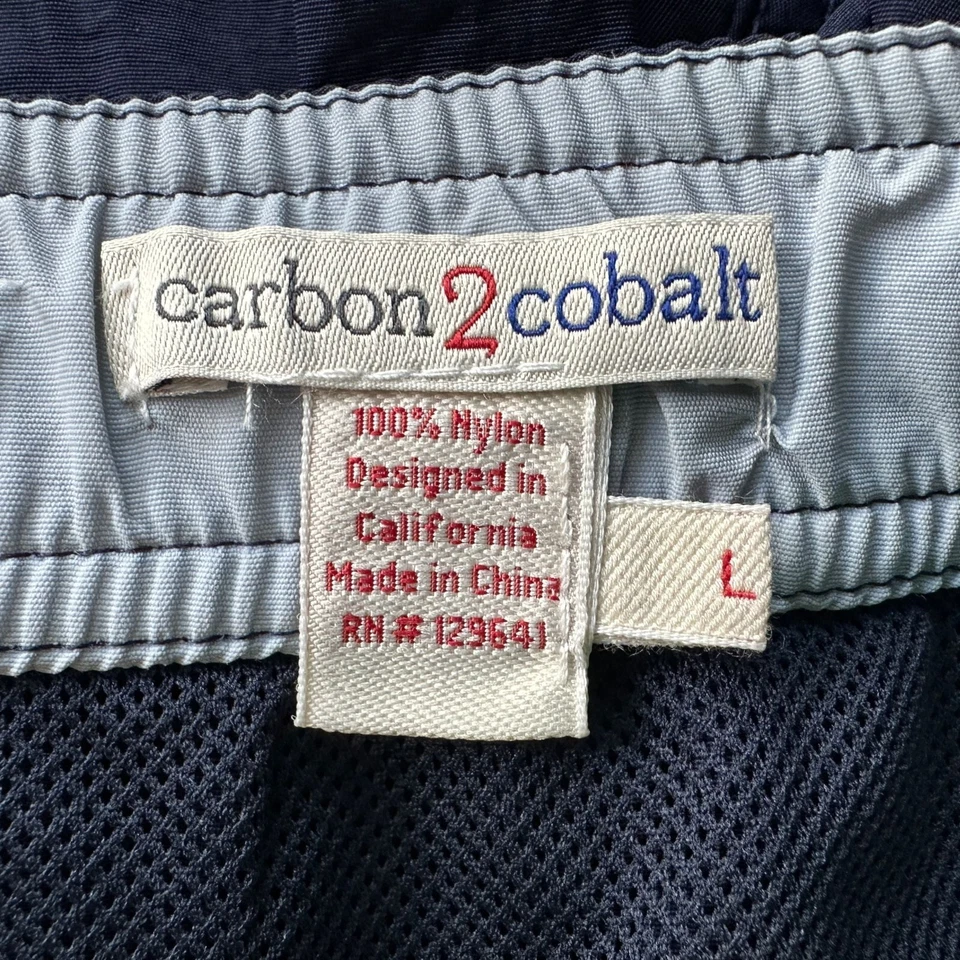 carbon2cobalt
100% Nylon
Designed in
California
Made in China
RN # 129641
L